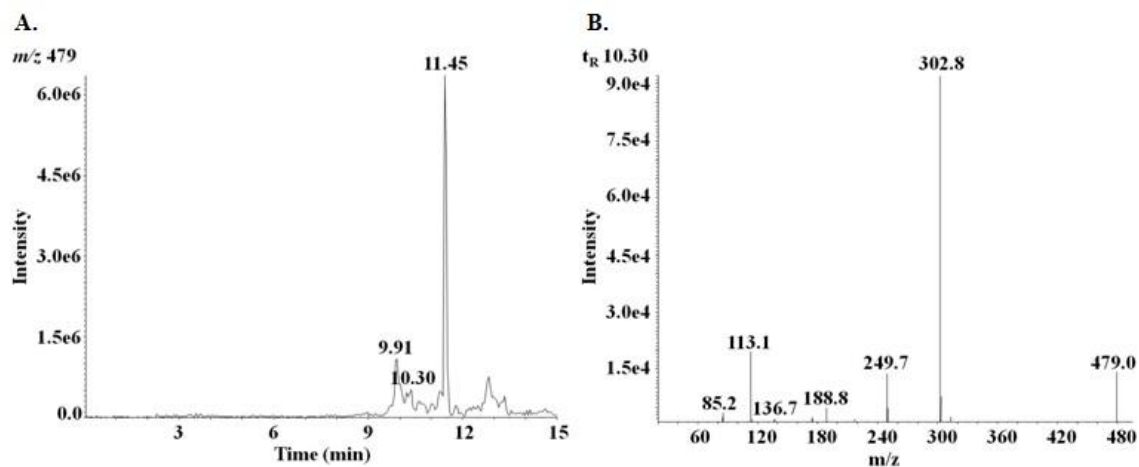 A.
m/z 479
11.45
6.0e6
4.5e6
3.0e6
1.5e6
0.0
9.91
10.30
3 6 9 12 15
Intensity
Time (min)
B.
tR 10.30
302.8
9.0e4
7.5e4
6.0e4
4.5e4
3.0e4
1.5e4
113.1
85.2
136.7
188.8
249.7
479.0
60 120 180 240 300 360 420 480
Intensity
m/z